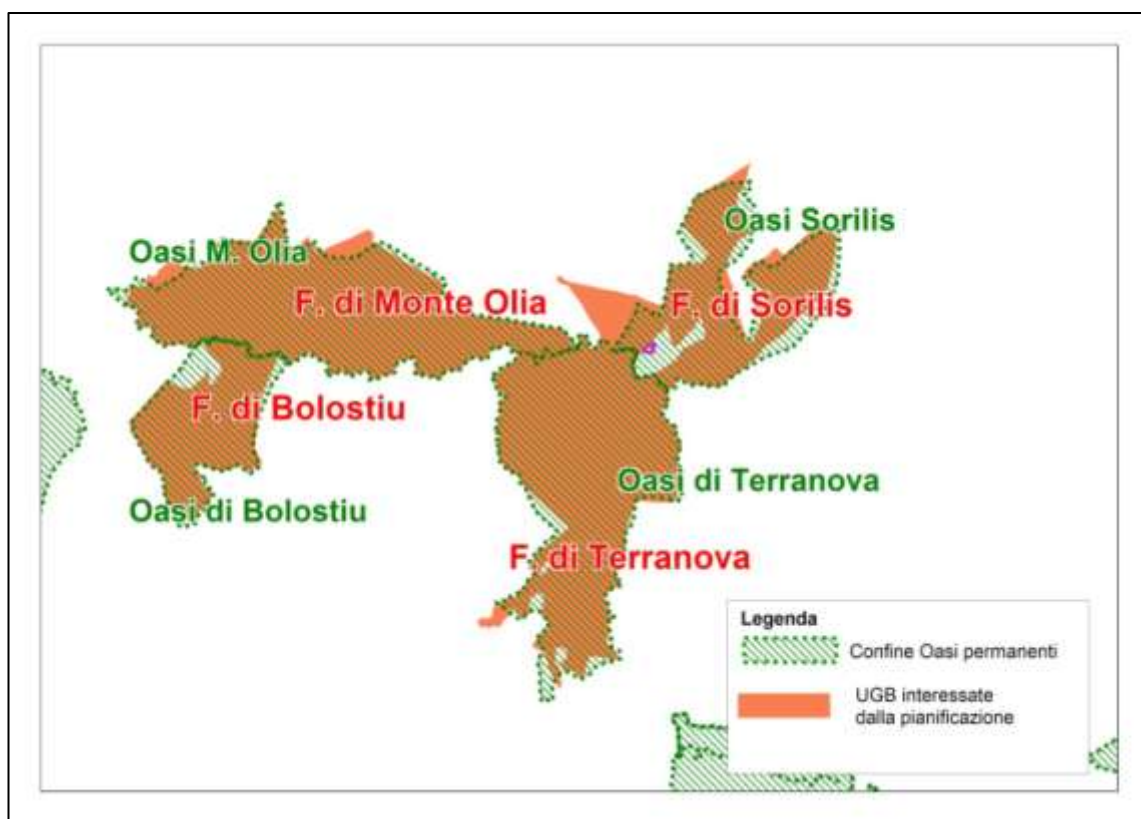 Oasi Sorilis
Oasi M. Olia
F. di Monte Olia
F. di Sorilis
F. di Bolostiu
Oasi di Terranova
Oasi di Bolostiu
F. di Terranova
Legenda
Confine Oasi permanenti
UGB interessate
dalla pianificazione